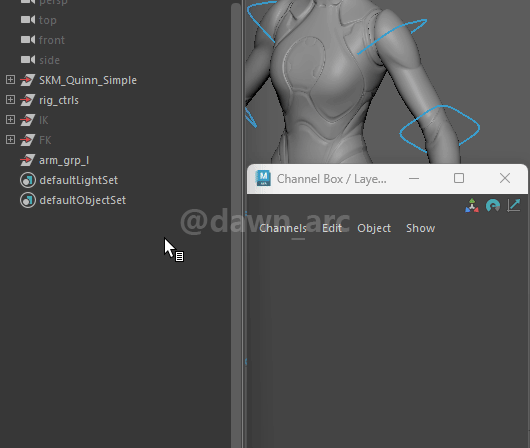 persp
top
front
side
SKM_Quinn_Simple
rig_ctrls
IK
FK
arm_grp_l
defaultLightSet
defaultObjectSet
@dawn_arc
M
Channel Box / Laye...
Channels Edit Object Show